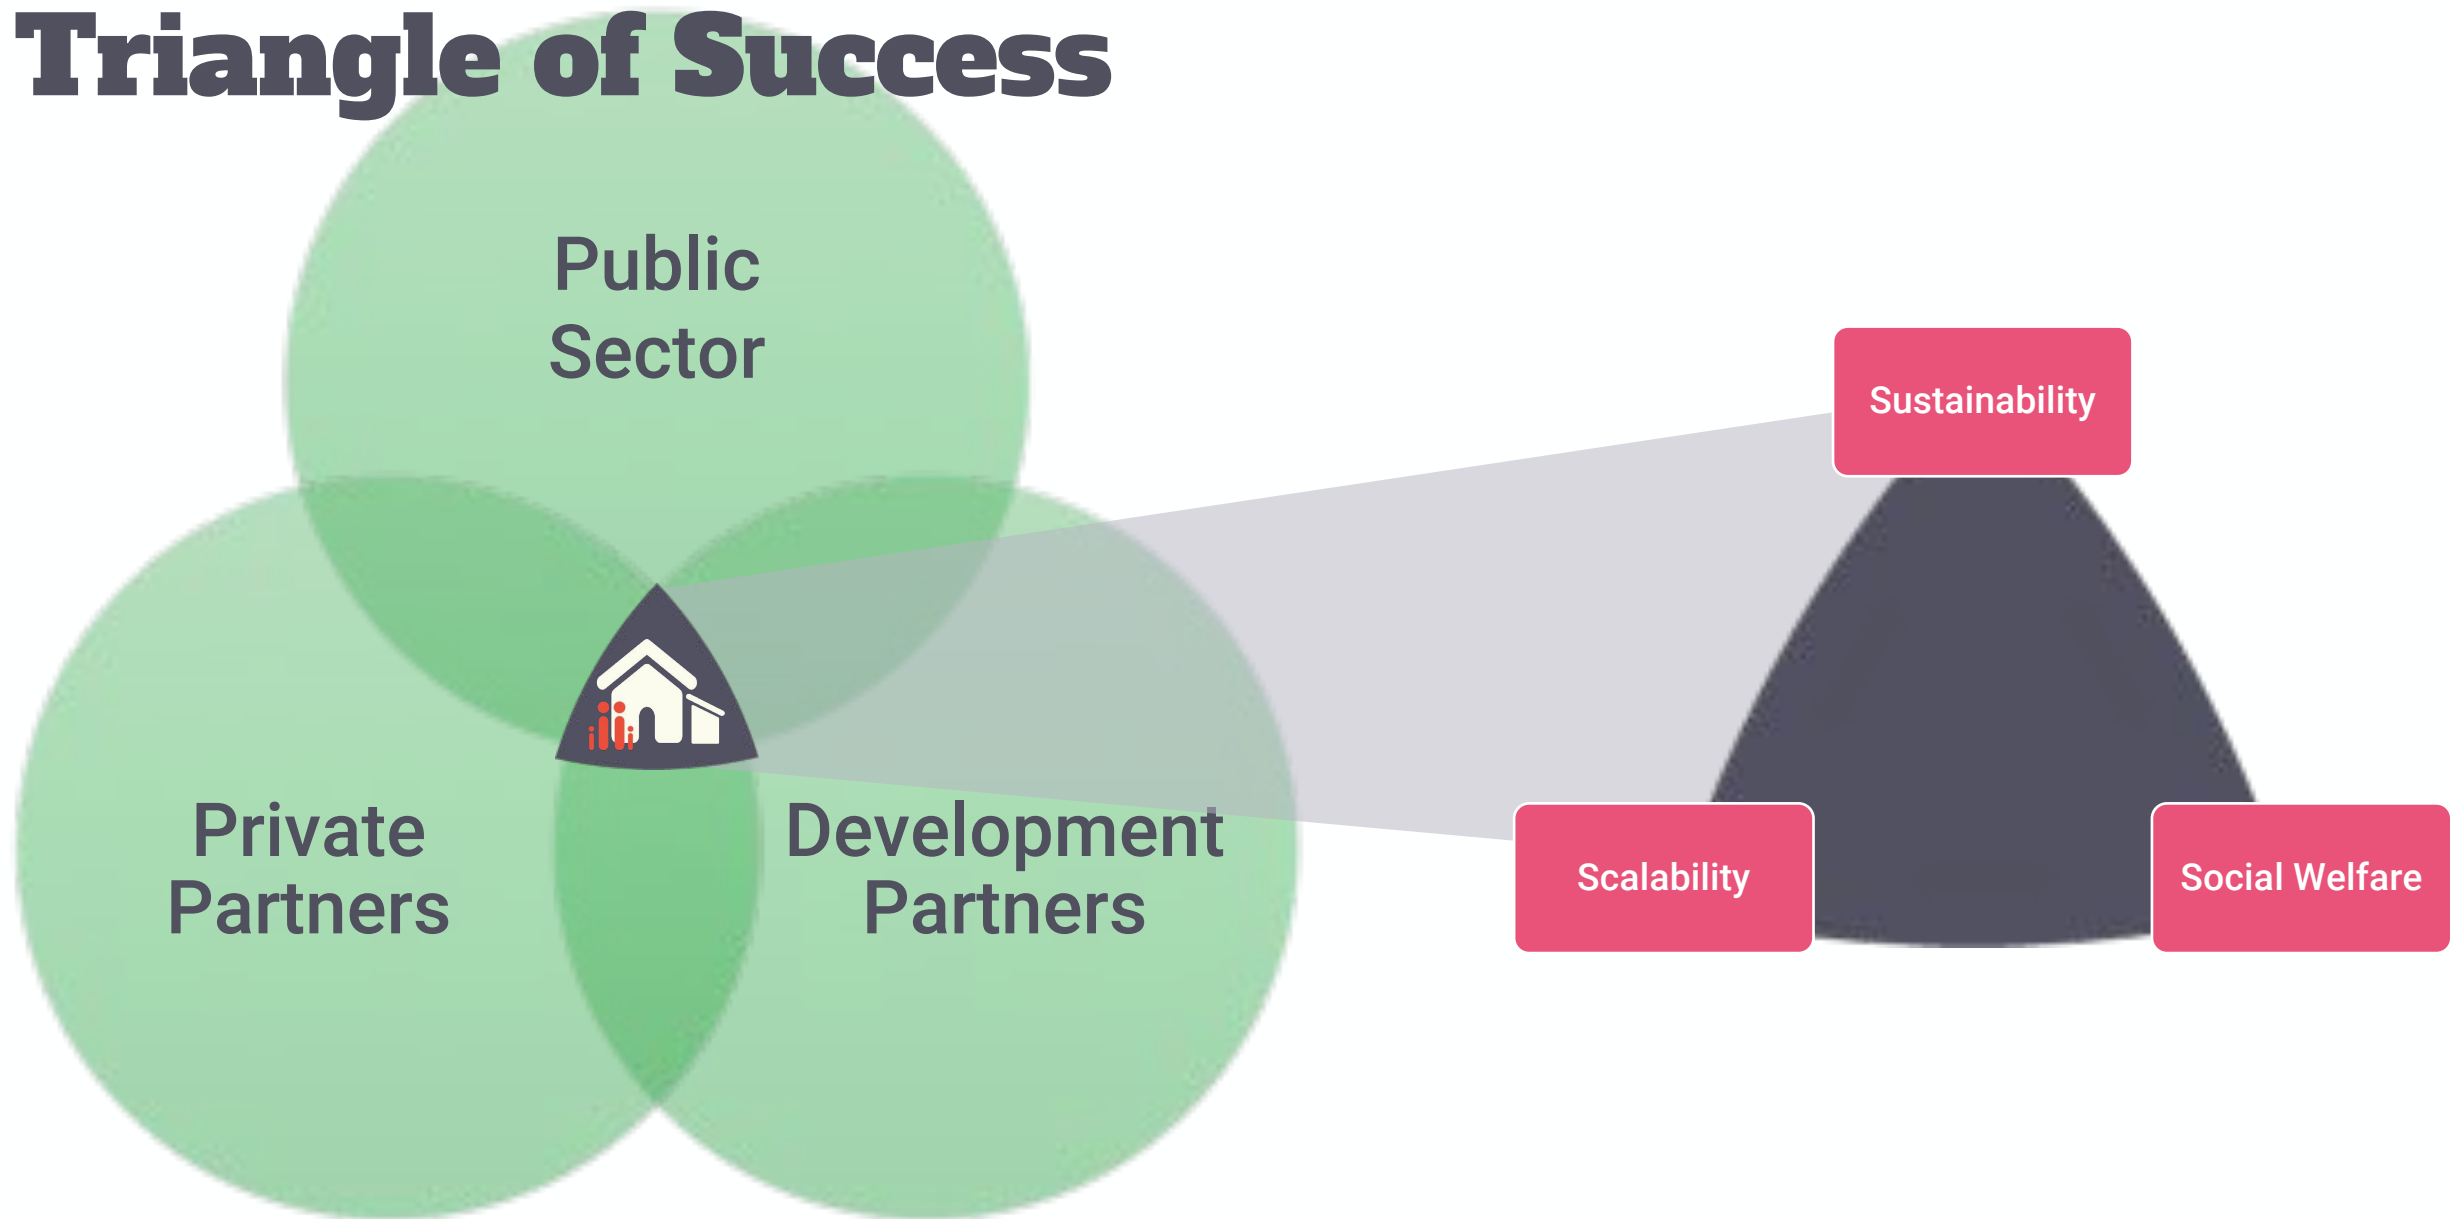 Triangle of Success
Public
Sector
Private
Partners
Development
Partners
Sustainability
Scalability
Social Welfare